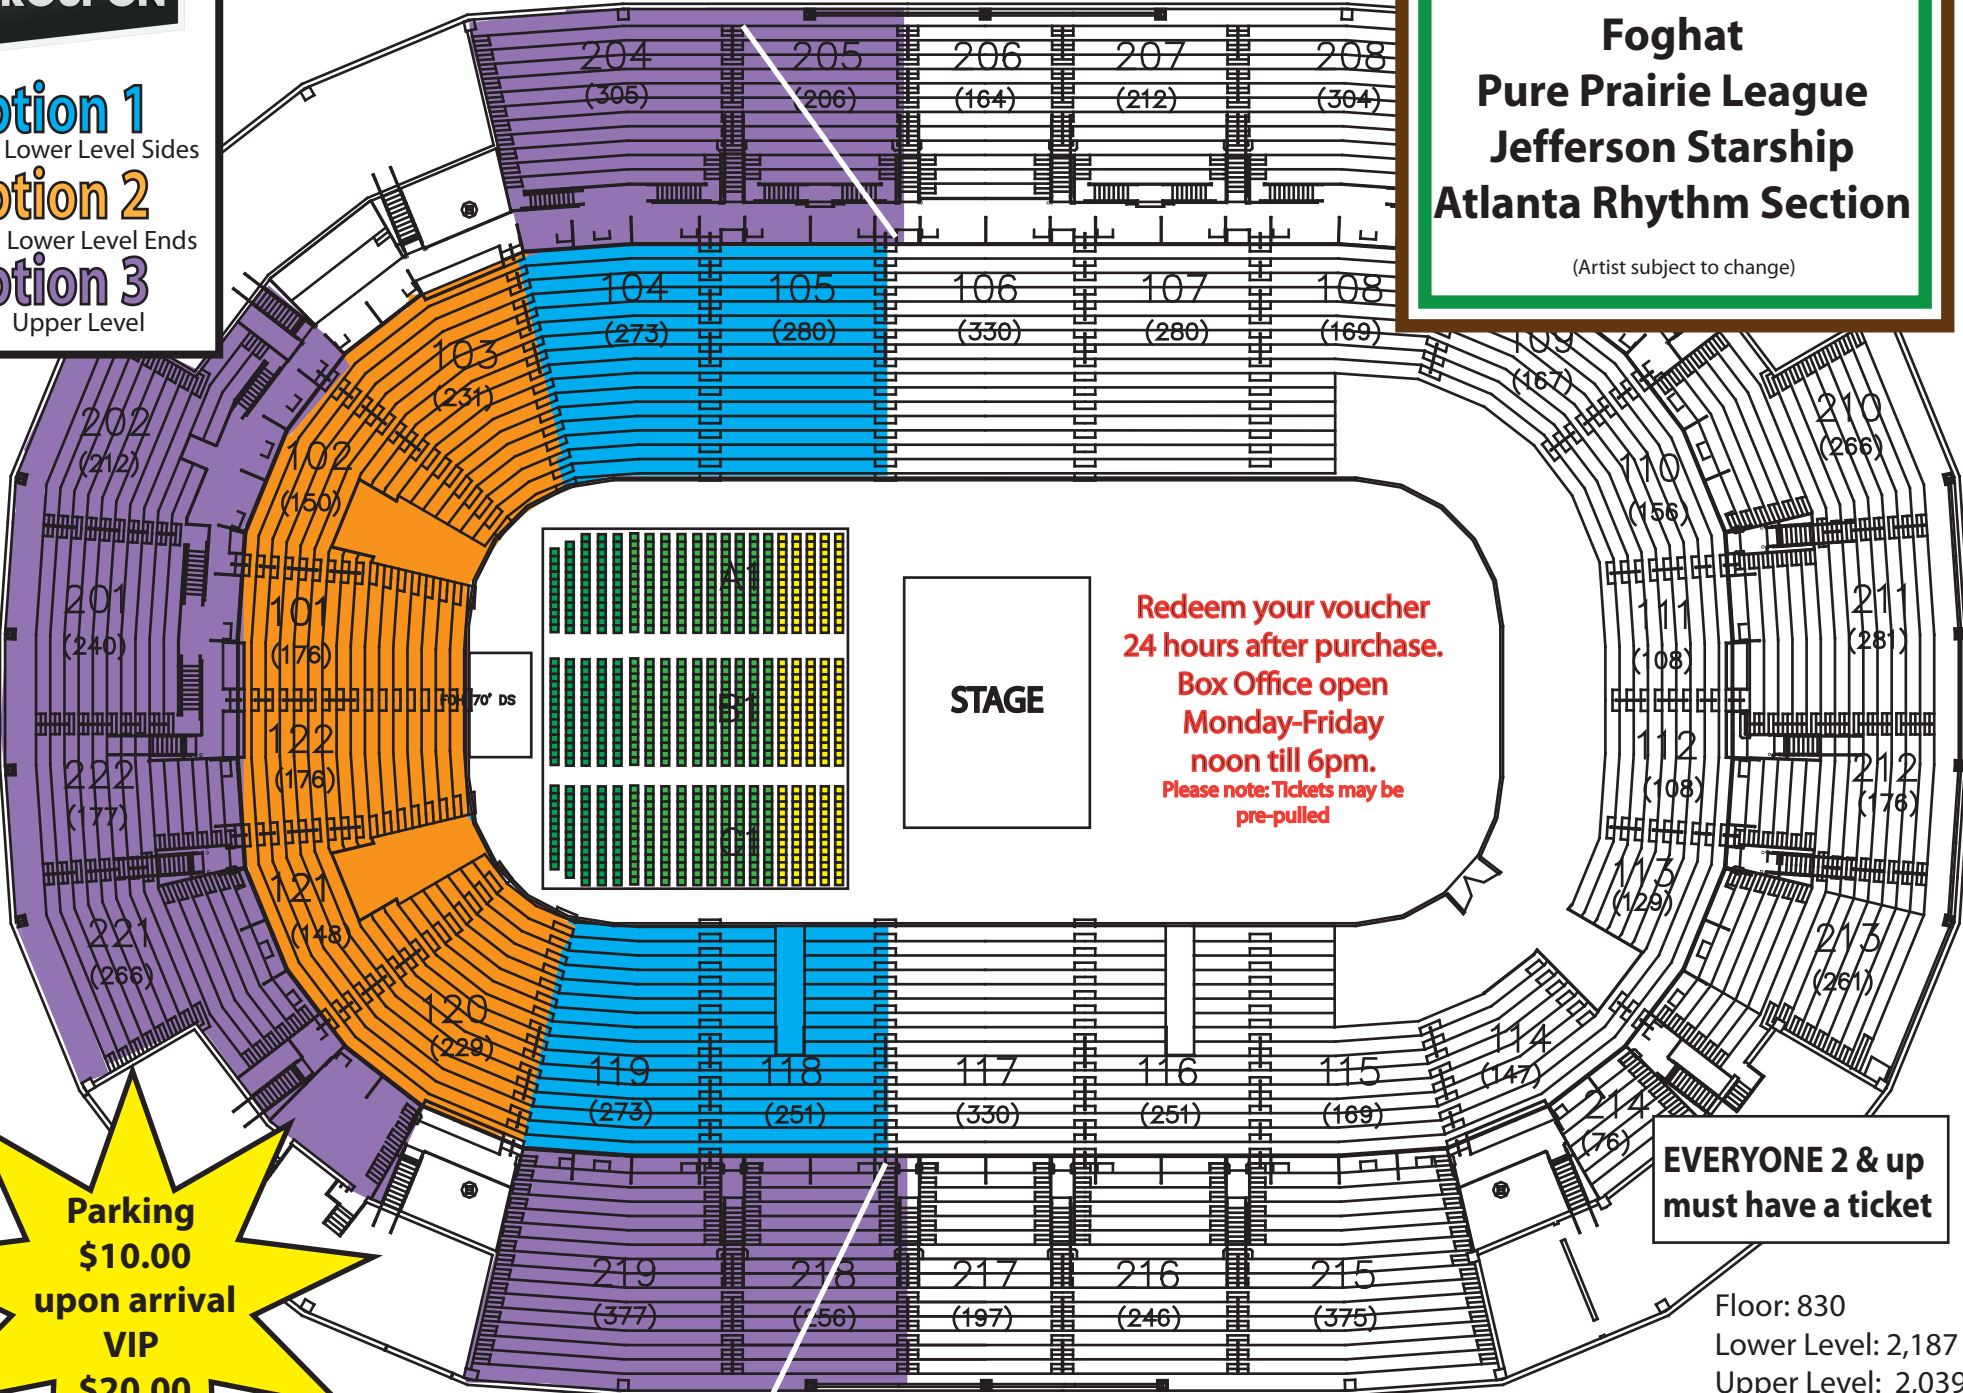 Option 1
Lower Level Sides
Option 2
Lower Level Ends
Option 3
Upper Level
Foghat
Pure Prairie League
Jefferson Starship
Atlanta Rhythm Section
(Artist subject to change)
204
(305)
205
(206)
206
(164)
207
(212)
208
(304)
104
(273)
105
(280)
106
(330)
107
(280)
108
(169)
103
(231)
109
(167)
202
(212)
102
(150)
110
(156)
210
(266)
201
(240)
101
(176)
111
(108)
211
(281)
A1
B1
C1
FOH 70' DS
STAGE
Redeem your voucher
24 hours after purchase.
Box Office open
Monday-Friday
noon till 6pm.
Please note: Tickets may be
pre-pulled
222
(177)
122
(176)
112
(108)
212
(176)
221
(266)
121
(148)
113
(129)
213
(261)
120
(229)
119
(273)
118
(251)
117
(330)
116
(251)
115
(169)
114
(147)
214
(76)
219
(377)
218
(256)
217
(197)
216
(246)
215
(375)
EVERYONE 2 & up
must have a ticket
Parking
$10.00
upon arrival
VIP
$20.00
Floor: 830
Lower Level: 2,187
Upper Level: 2,039